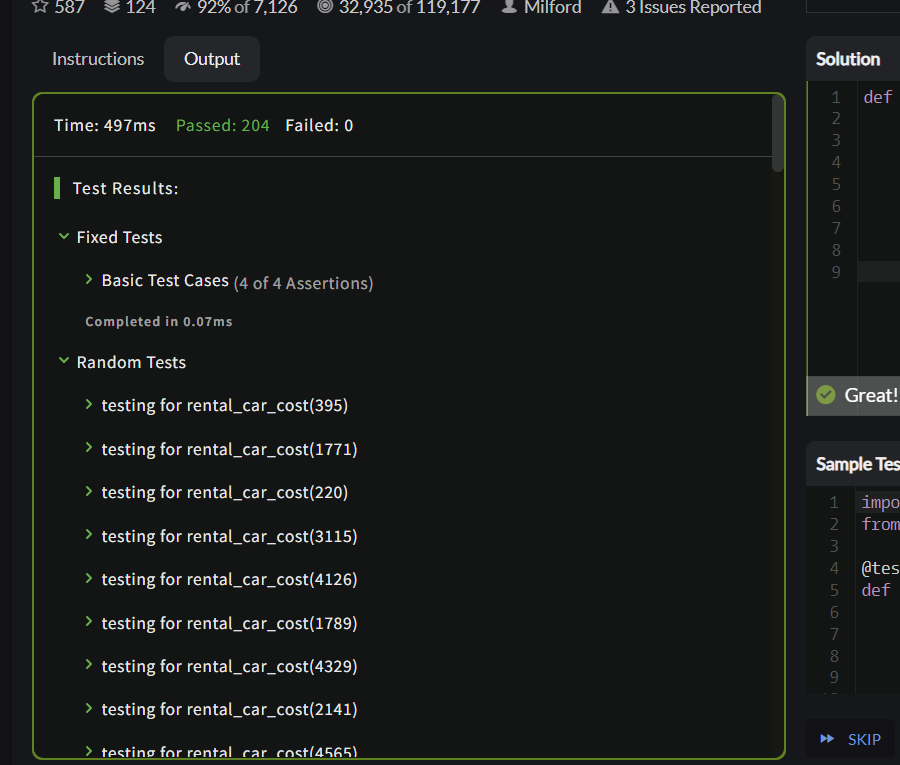 587 124 92% of 7,126 32,935 of 119,177 Milford 3 Issues Reported
Instructions Output
Time: 497ms Passed: 204 Failed: 0
Test Results:
Fixed Tests
Basic Test Cases (4 of 4 Assertions)
Completed in 0.07ms
Random Tests
testing for rental_car_cost(395)
testing for rental_car_cost(1771)
testing for rental_car_cost(220)
testing for rental_car_cost(3115)
testing for rental_car_cost(4126)
testing for rental_car_cost(1789)
testing for rental_car_cost(4329)
testing for rental_car_cost(2141)
testing for rental_car_cost(4565)
Solution
1 def
2
3
4
5
6
7
8
9
Great!
Sample Tes
1 impo
2 from
3
4 @tes
5 def
6
7
8
9
SKIP